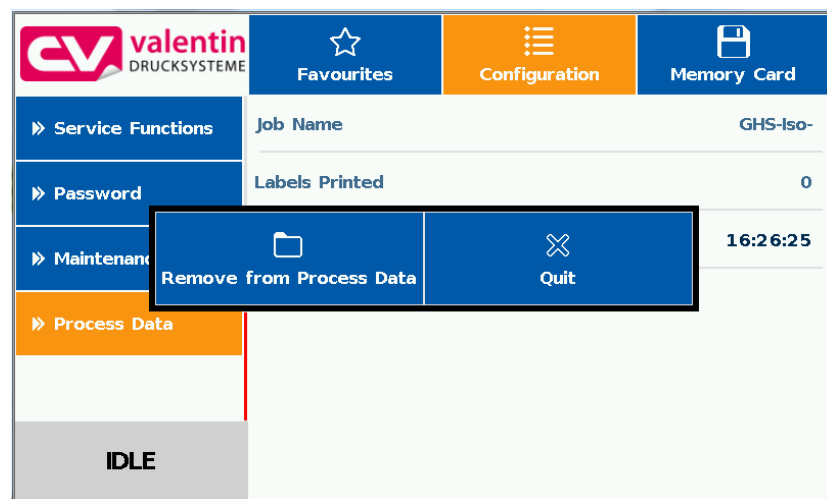 valentin
DRUCKSYSTEME
Favourites
Configuration
Memory Card
Service Functions
Job Name
GHS-Iso-
Password
Labels Printed
0
16:26:25
Remove from Process Data
Quit
Process Data
IDLE